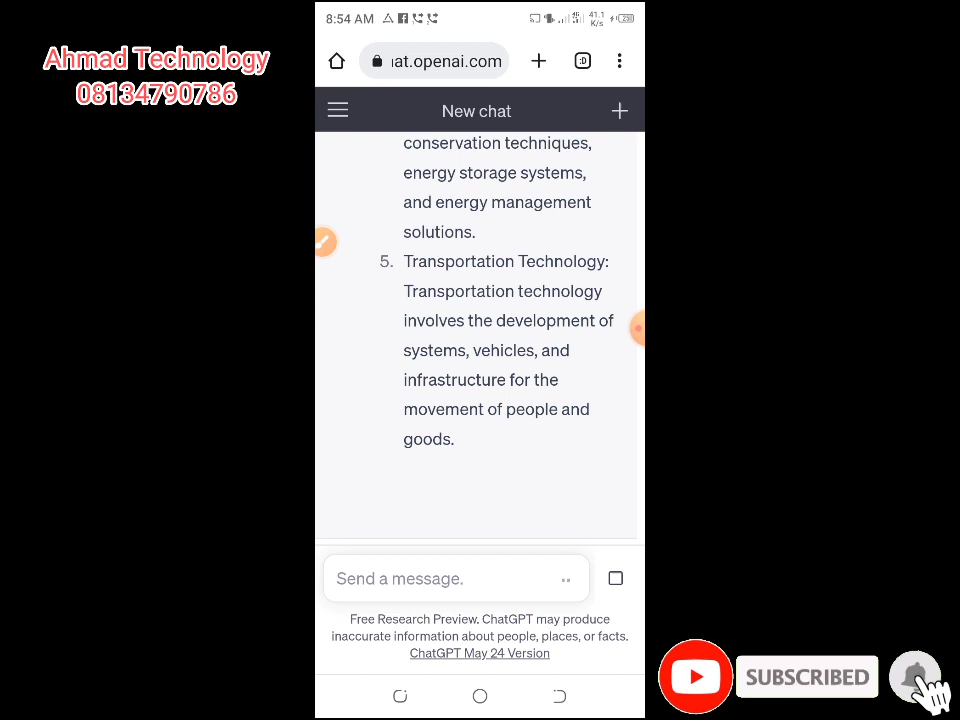 Ahmad Technology
08134790786
8:54 AM
41.1
K/s
nat.openai.com
:D
New chat
conservation techniques,
energy storage systems,
and energy management
solutions.
5. Transportation Technology:
Transportation technology
involves the development of
systems, vehicles, and
infrastructure for the
movement of people and
goods.
Send a message.
Free Research Preview. ChatGPT may produce
inaccurate information about people, places, or facts.
ChatGPT May 24 Version
SUBSCRIBED